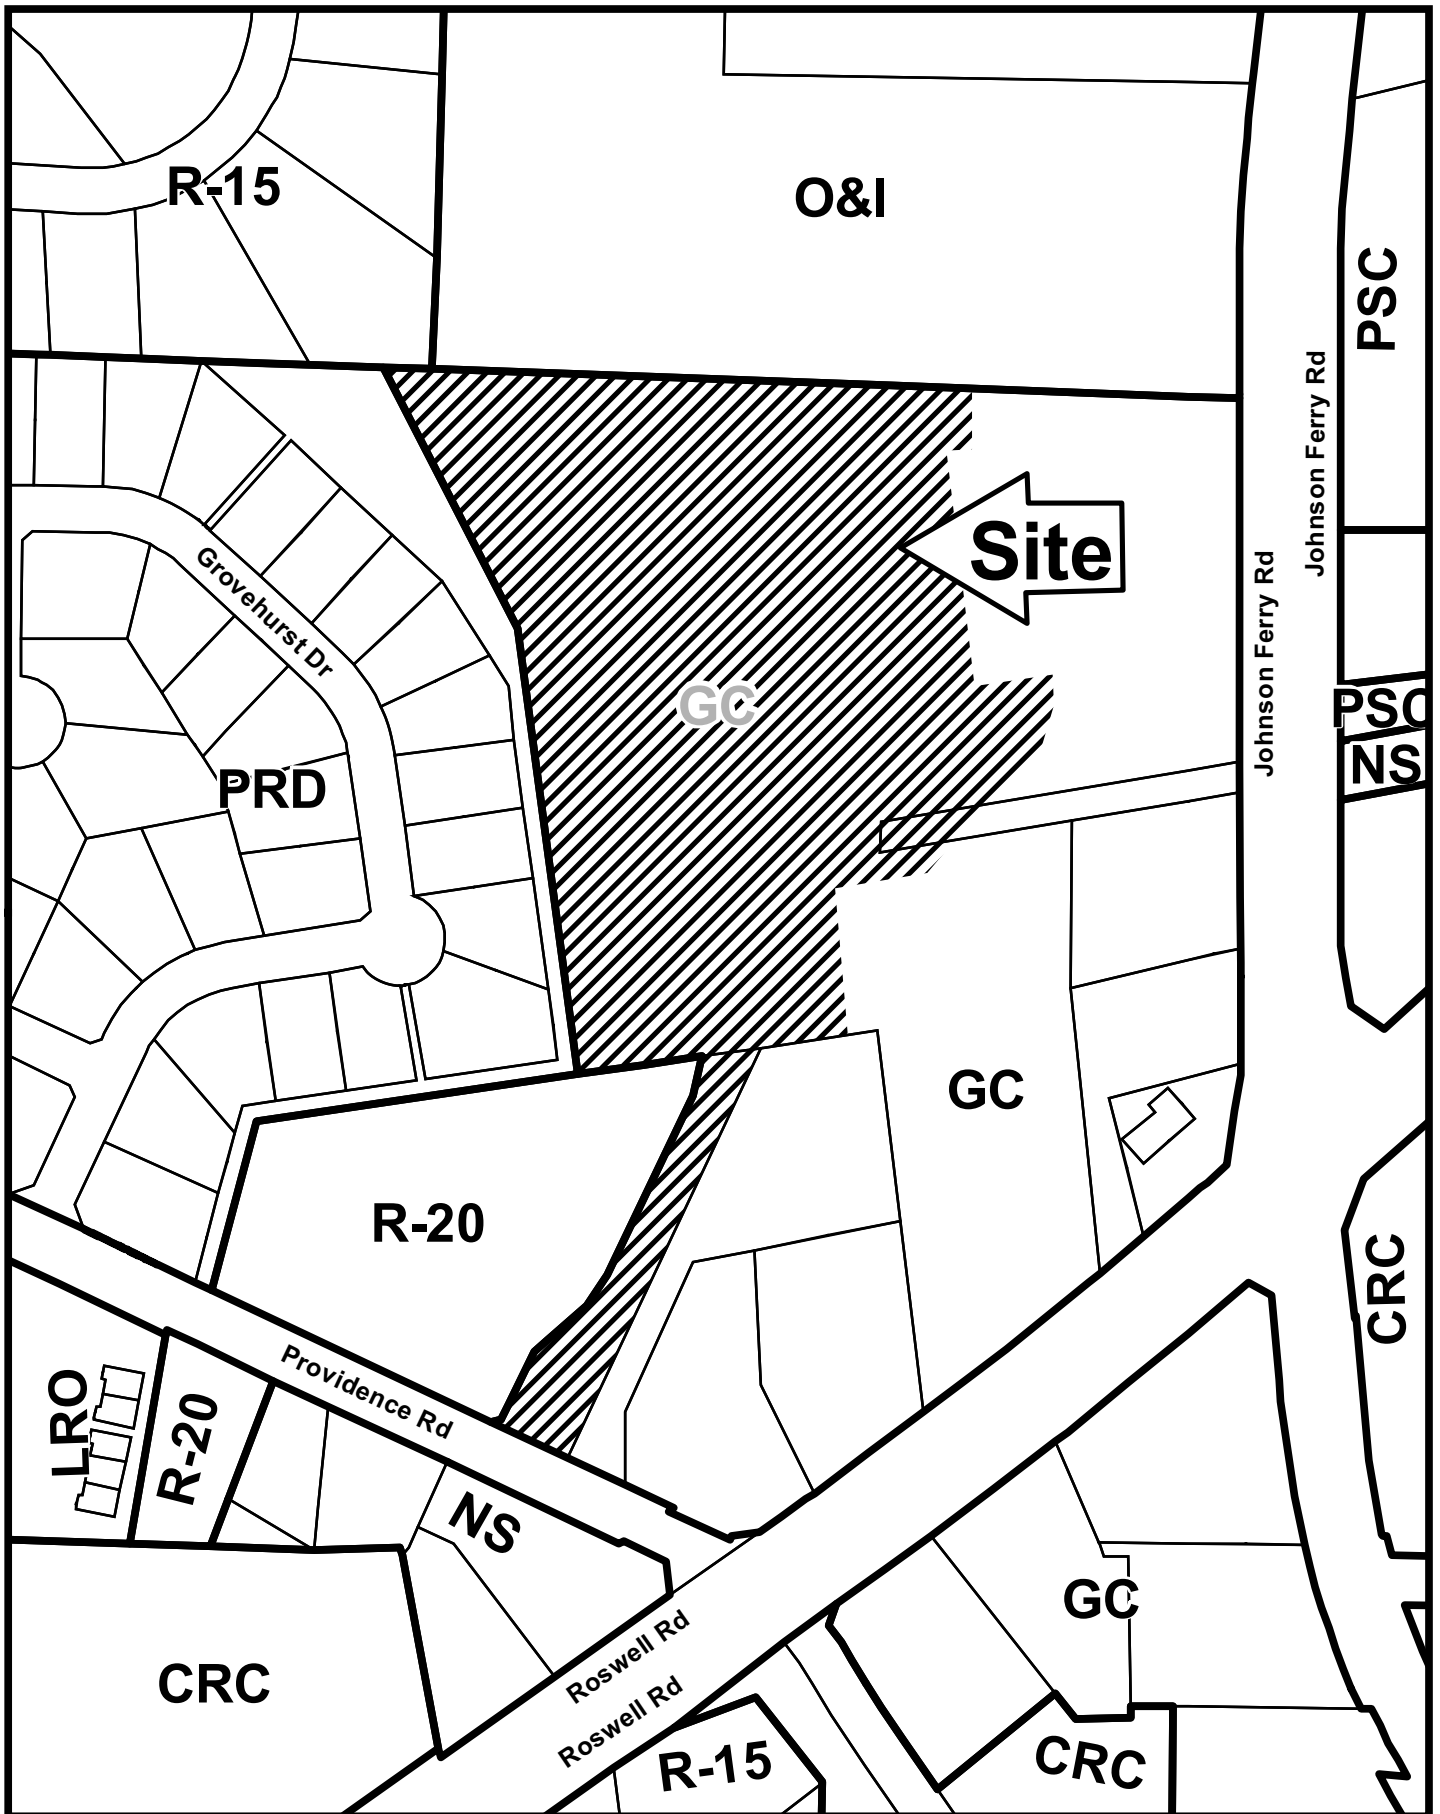 R-15
O&I
PSC
Johnson Ferry Rd
Johnson Ferry Rd
Site
Grovehurst Dr
GC
PSC
NS
PRD
GC
R-20
CRC
Providence Rd
LRO
R-20
NS
GC
Roswell Rd
CRC
Roswell Rd
R-15
CRC